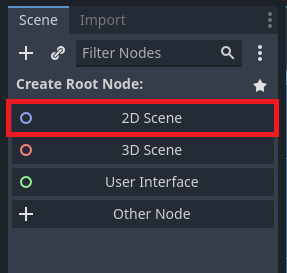 Scene Import
Filter Nodes
Create Root Node:
2D Scene
3D Scene
User Interface
Other Node